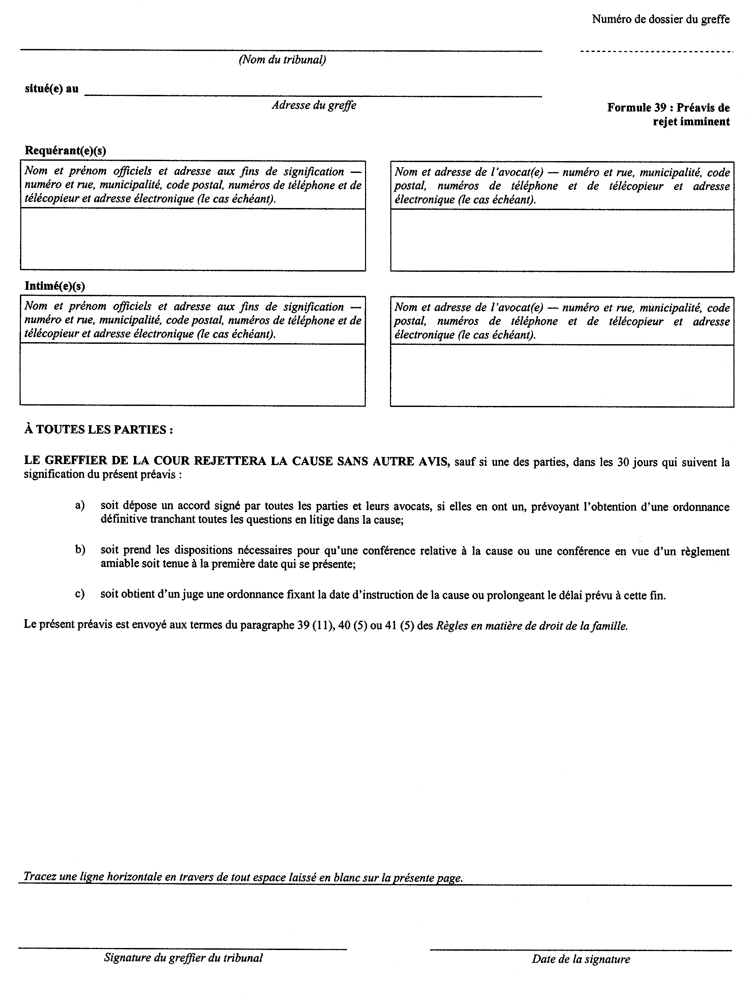 Numéro de dossier du greffe
(Nom du tribunal)
situé(e) au
Adresse du greffe
Formule 39 : Préavis de
rejet imminent
Requérant(e)(s)
Nom et prénom officiels et adresse aux fins de signification —
numéro et rue, municipalité, code postal, numéros de téléphone et de
télécopieur et adresse électronique (le cas échéant).
Nom et adresse de l'avocat(e) — numéro et rue, municipalité, code
postal, numéros de téléphone et de télécopieur et adresse
électronique (le cas échéant).
Intimé(e)(s)
Nom et prénom officiels et adresse aux fins de signification —
numéro et rue, municipalité, code postal, numéros de téléphone et de
télécopieur et adresse électronique (le cas échéant).
Nom et adresse de l'avocat(e) — numéro et rue, municipalité, code
postal, numéros de téléphone et de télécopieur et adresse
électronique (le cas échéant).
À TOUTES LES PARTIES :
LE GREFFIER DE LA COUR REJETTERA LA CAUSE SANS AUTRE AVIS, sauf si une des parties, dans les 30 jours qui suivent la
signification du présent préavis :
a) soit dépose un accord signé par toutes les parties et leurs avocats, si elles en ont un, prévoyant l'obtention d'une ordonnance
définitive tranchant toutes les questions en litige dans la cause;
b) soit prend les dispositions nécessaires pour qu'une conférence relative à la cause ou une conférence en vue d'un règlement
amiable soit tenue à la première date qui se présente;
c) soit obtient d'un juge une ordonnance fixant la date d'instruction de la cause ou prolongeant le délai prévu à cette fin.
Le présent préavis est envoyé aux termes du paragraphe 39 (11), 40 (5) ou 41 (5) des Règles en matière de droit de la famille.
Tracez une ligne horizontale en travers de tout espace laissé en blanc sur la présente page.
Signature du greffier du tribunal
Date de la signature